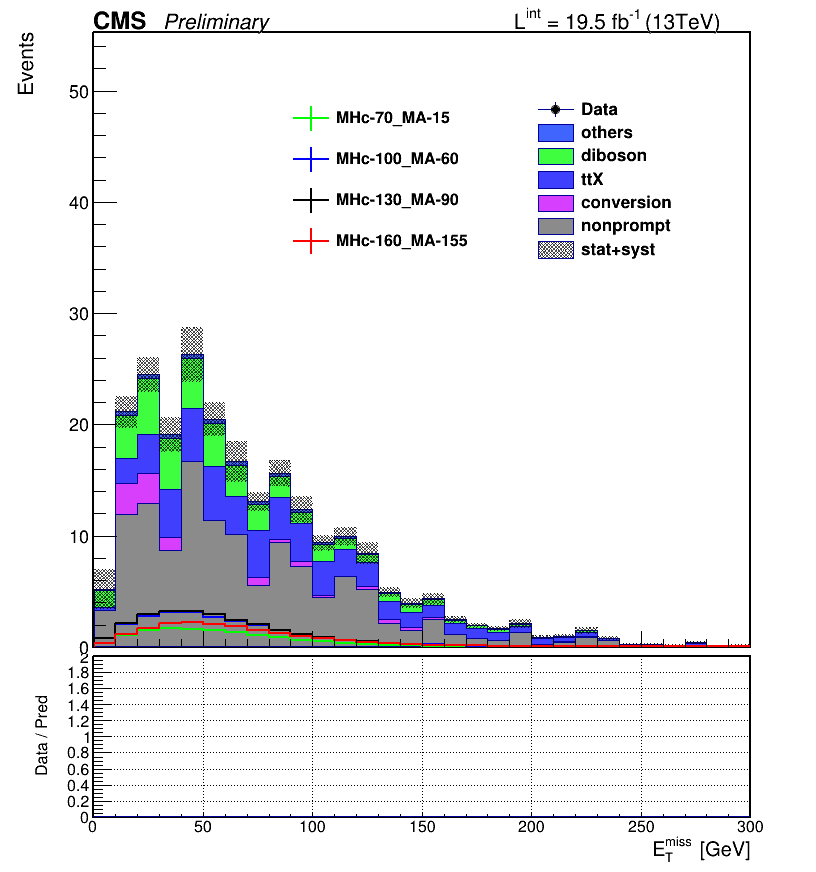 CMS Preliminary L^int = 19.5 fb^-1 (13TeV)
Events
50
40
30
20
10
0
MHc-70_MA-15
MHc-100_MA-60
MHc-130_MA-90
MHc-160_MA-155
Data
others
diboson
ttX
conversion
nonprompt
stat+syst
Data / Pred
2
1.8
1.6
1.4
1.2
1
0.8
0.6
0.4
0.2
0
0 50 100 150 200 250 300
E_T^miss [GeV]